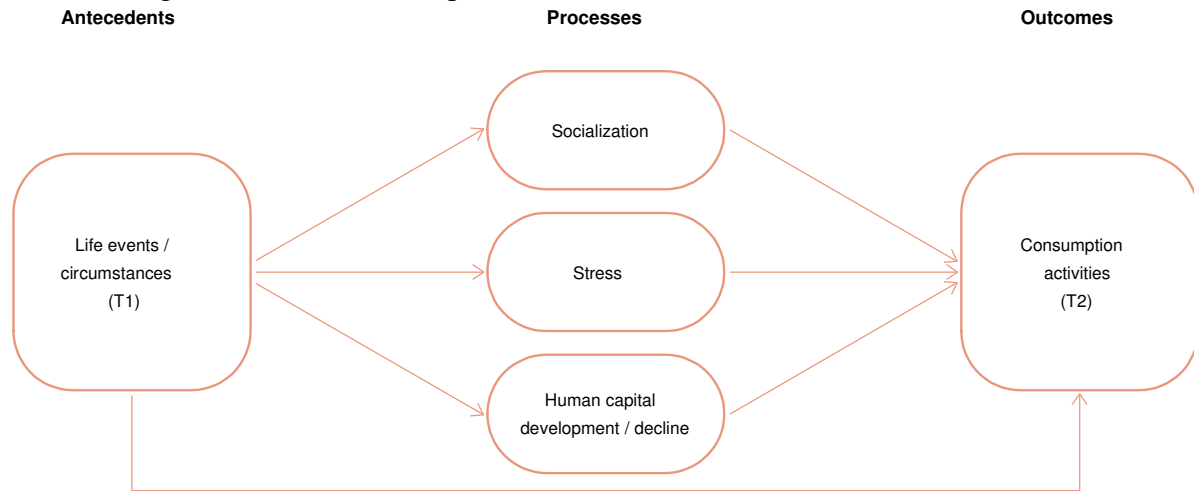 Antecedents
Processes
Outcomes
Socialization
Life events /
circumstances
(T1)
Stress
Consumption
activities
(T2)
Human capital
development / decline